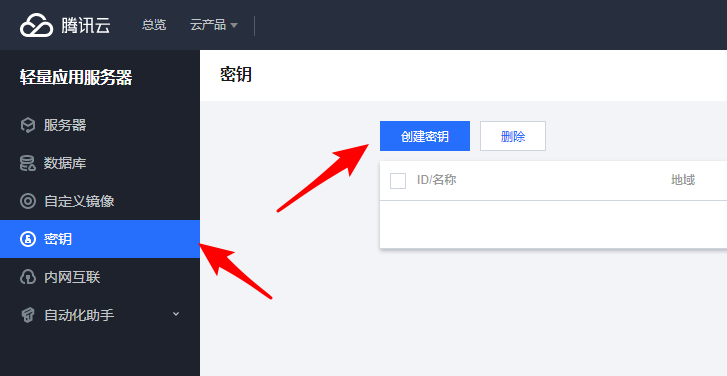 腾讯云 总览 云产品
轻量应用服务器
密钥
服务器
数据库
自定义镜像
密钥
内网互联
自动化助手
创建密钥 删除
ID/名称 地域